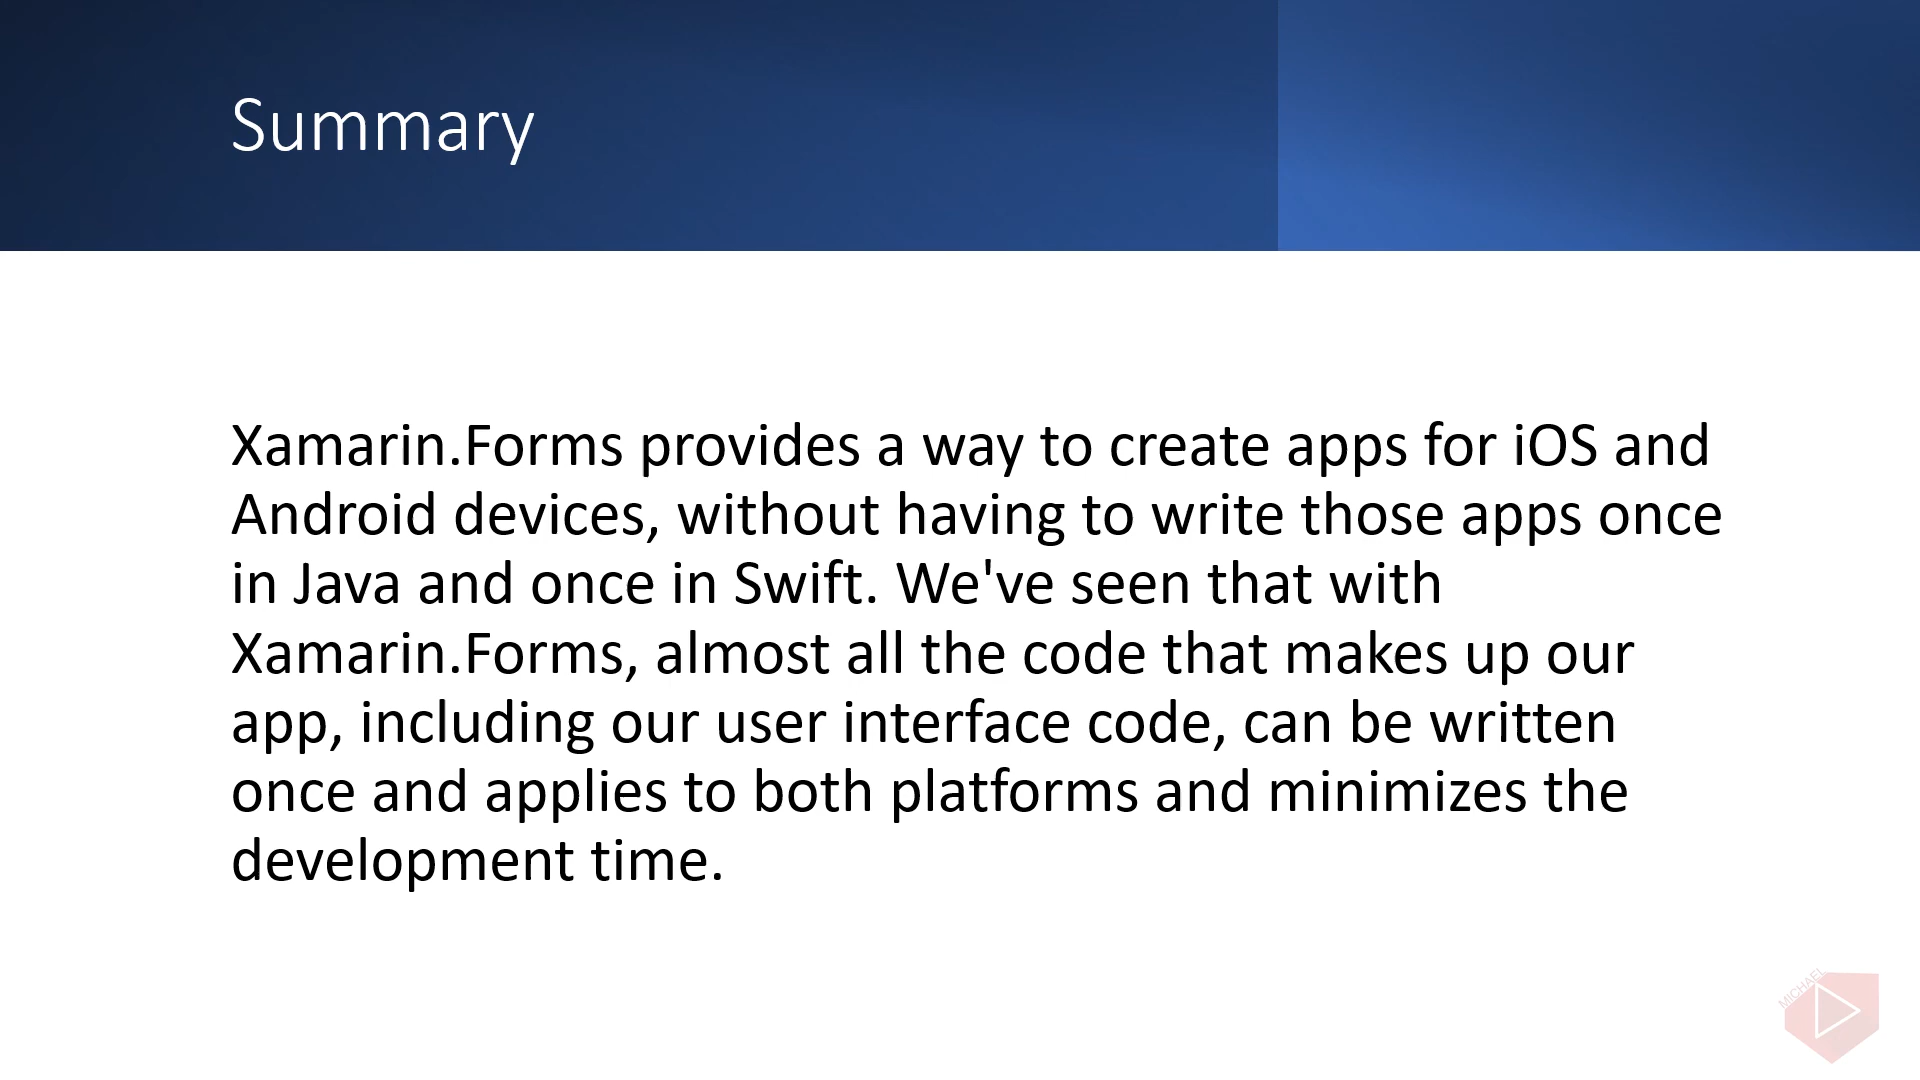 Summary
Xamarin.Forms provides a way to create apps for iOS and
Android devices, without having to write those apps once
in Java and once in Swift. We've seen that with
Xamarin.Forms, almost all the code that makes up our
app, including our user interface code, can be written
once and applies to both platforms and minimizes the
development time.
MICHAEL